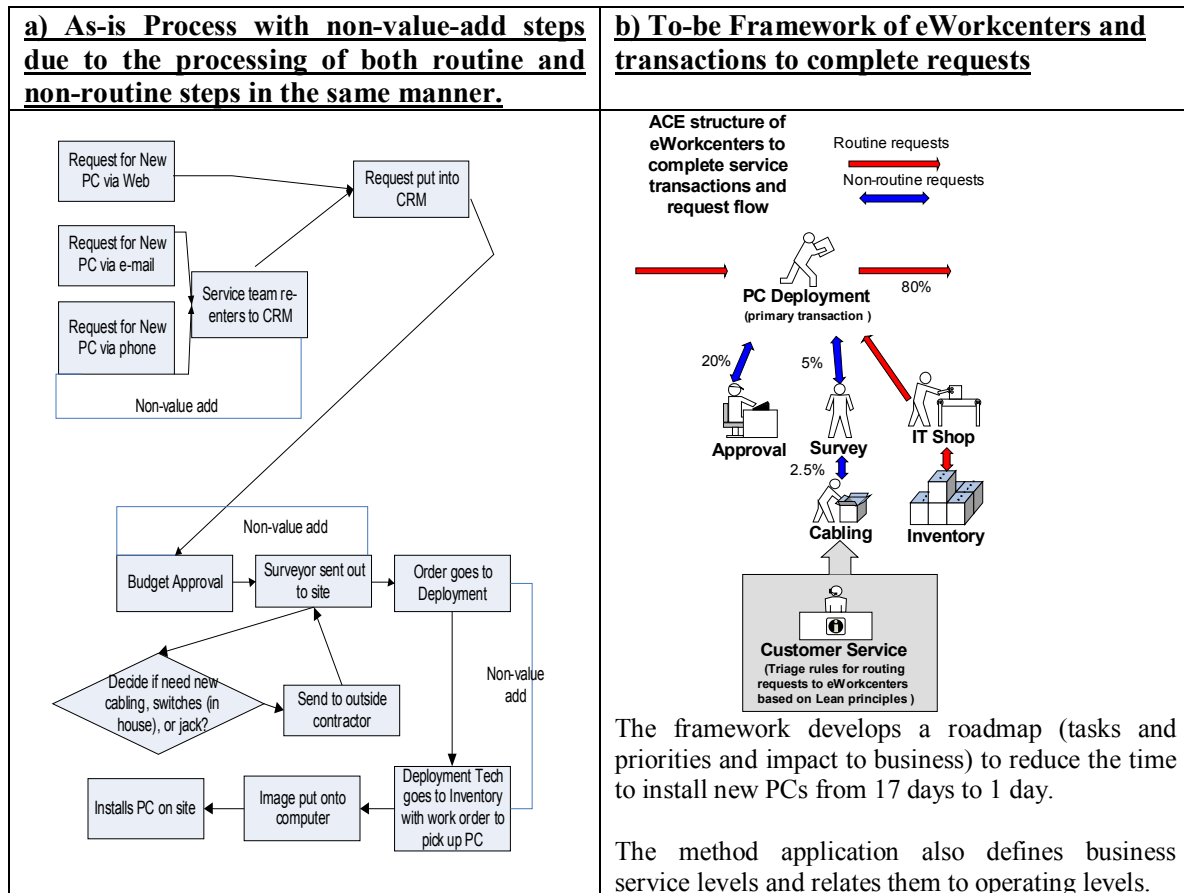 a) As-is Process with non-value-add steps
due to the processing of both routine and
non-routine steps in the same manner.
Request for New
PC via Web
Request put into
CRM
Request for New
PC via e-mail
Service team re-
enters to CRM
Request for New
PC via phone
Non-value add
Non-value add
Budget Approval
Surveyor sent out
to site
Order goes to
Deployment
Non-value
add
Decide if need new
cabling, switches (in
house), or jack?
Send to outside
contractor
Deployment Tech
goes to Inventory
with work order to
pick up PC
Image put onto
computer
Installs PC on site
b) To-be Framework of eWorkcenters and
transactions to complete requests
ACE structure of
eWorkcenters to
complete service
transactions and
request flow
Routine requests
Non-routine requests
PC Deployment
(primary transaction )
80%
20%
5%
Approval
Survey
IT Shop
2.5%
Cabling
Inventory
Customer Service
(Triage rules for routing
requests to eWorkcenters
based on Lean principles )
The framework develops a roadmap (tasks and
priorities and impact to business) to reduce the time
to install new PCs from 17 days to 1 day.
The method application also defines business
service levels and relates them to operating levels.